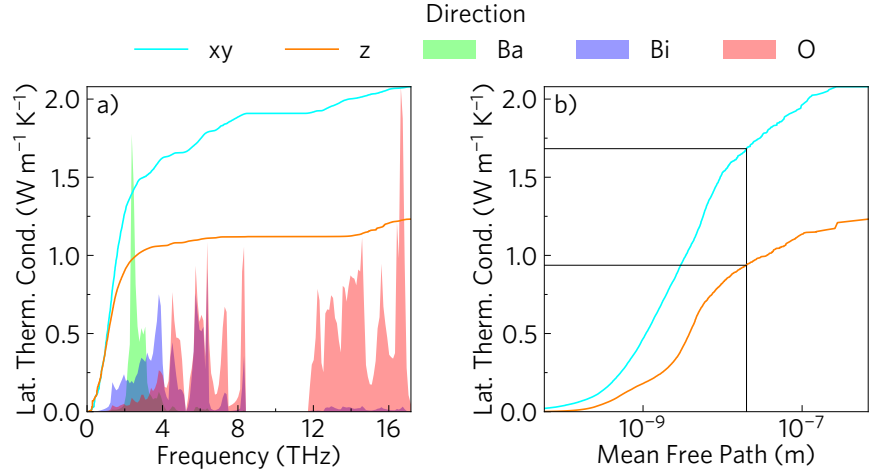 Direction
xy z Ba Bi O
a)
2.0
1.5
1.0
0.5
0.0
Lat. Therm. Cond. (W m⁻¹ K⁻¹)
0 4 8 12 16
Frequency (THz)
b)
2.0
1.5
1.0
0.5
0.0
Lat. Therm. Cond. (W m⁻¹ K⁻¹)
10⁻⁹ 10⁻⁷
Mean Free Path (m)